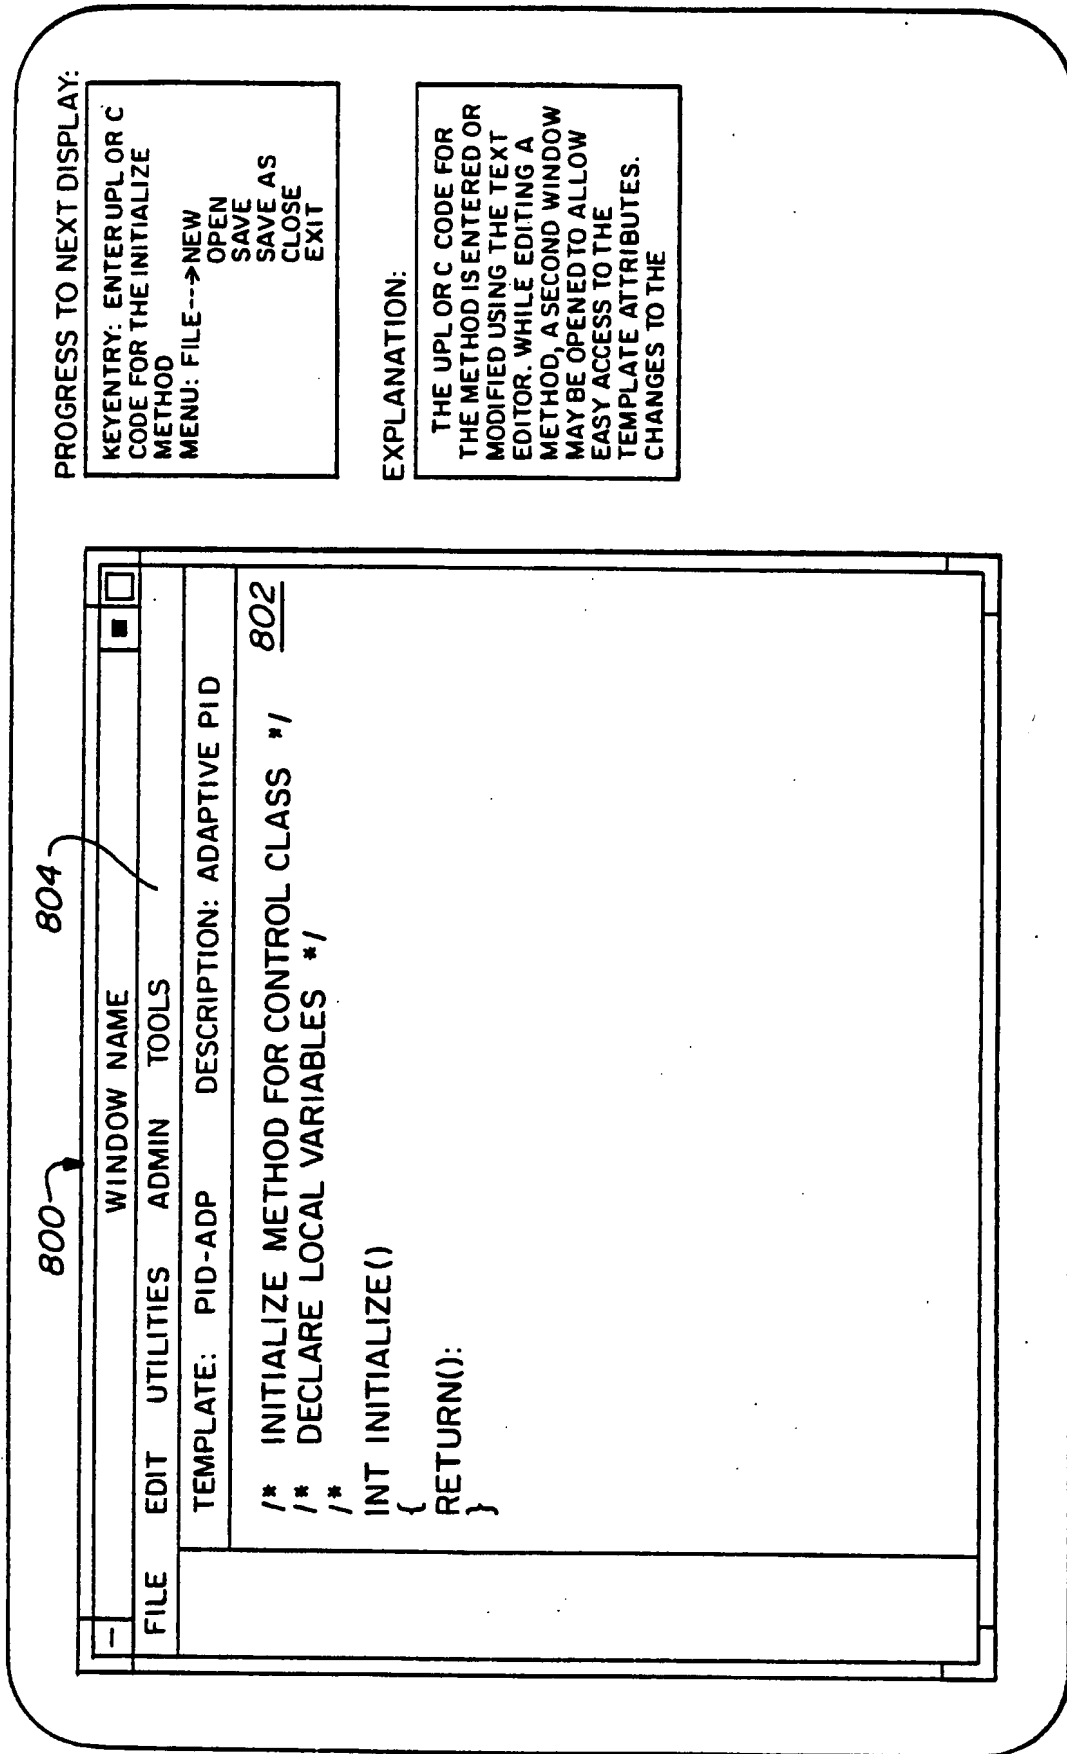 800
804
WINDOW NAME
FILE EDIT UTILITIES ADMIN TOOLS
TEMPLATE: PID-ADP DESCRIPTION: ADAPTIVE PID
802
/* INITIALIZE METHOD FOR CONTROL CLASS */
/* DECLARE LOCAL VARIABLES */
/*
INT INITIALIZE()
{
RETURN():
}
PROGRESS TO NEXT DISPLAY:
KEYENTRY: ENTER UPL OR C
CODE FOR THE INITIALIZE
METHOD
MENU: FILE--->NEW
OPEN
SAVE
SAVE AS
CLOSE
EXIT
EXPLANATION:
THE UPL OR C CODE FOR
THE METHOD IS ENTERED OR
MODIFIED USING THE TEXT
EDITOR. WHILE EDITING A
METHOD, A SECOND WINDOW
MAY BE OPENED TO ALLOW
EASY ACCESS TO THE
TEMPLATE ATTRIBUTES.
CHANGES TO THE